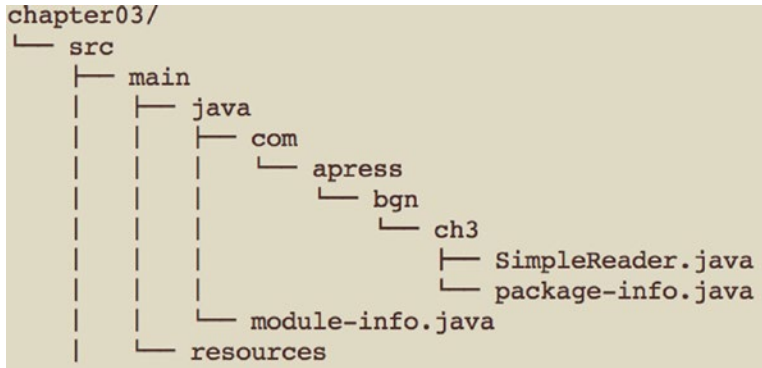 chapter03/
└── src
    ├── main
    │   ├── java
    │   │   ├── com
    │   │   │   └── apress
    │   │   │       └── bgn
    │   │   │           └── ch3
    │   │   │               ├── SimpleReader.java
    │   │   │               └── package-info.java
    │   │   └── module-info.java
    │   └── resources